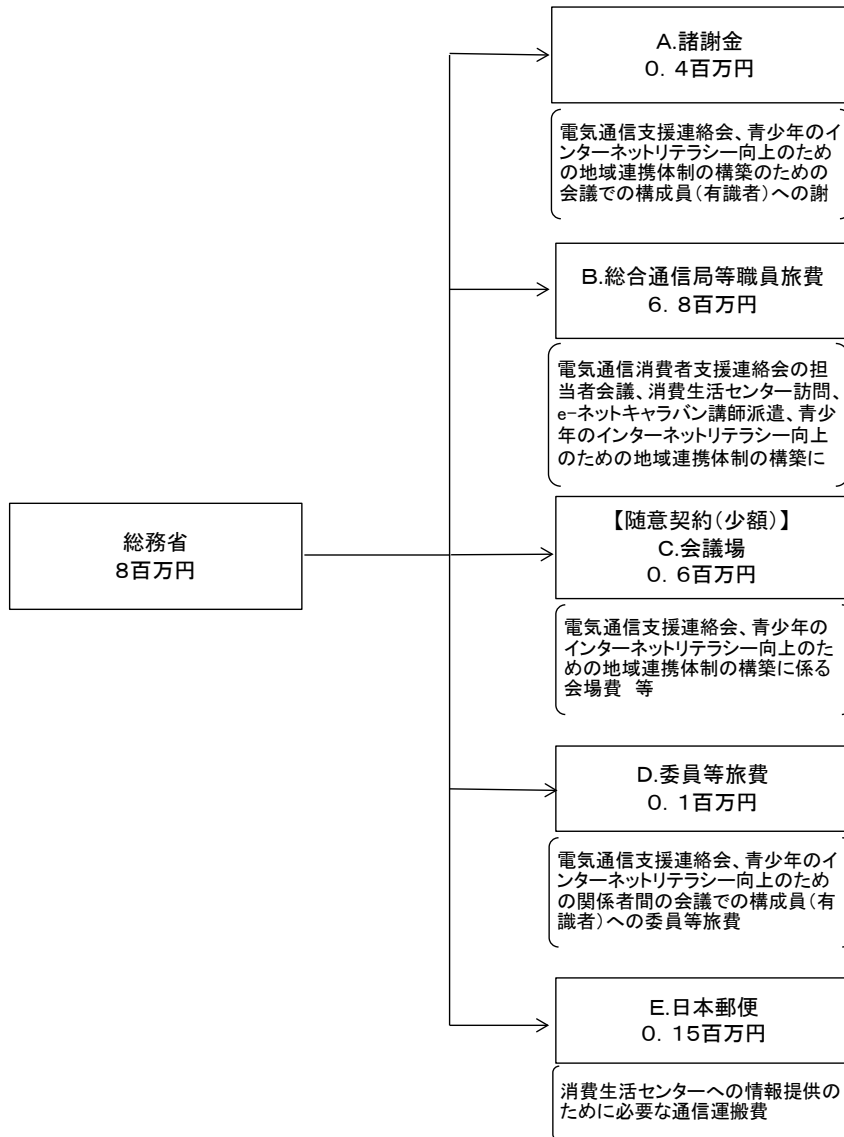 A.諸謝金
0.4百万円
電気通信支援連絡会、青少年のイ
ンターネットリテラシー向上のため
の地域連携体制の構築のための
会議での構成員(有識者)への謝
B.総合通信局等職員旅費
6.8百万円
電気通信消費者支援連絡会の担
当者会議、消費生活センター訪問、
e-ネットキャラバン講師派遣、青少
年のインターネットリテラシー向上
のための地域連携体制の構築に
総務省
8百万円
【随意契約(少額)】
C.会議場
0.6百万円
電気通信支援連絡会、青少年の
インターネットリテラシー向上のた
めの地域連携体制の構築に係る
会場費 等
D.委員等旅費
0.1百万円
電気通信支援連絡会、青少年のイ
ンターネットリテラシー向上のため
の関係者間の会議での構成員(有
識者)への委員等旅費
E.日本郵便
0.15百万円
消費生活センターへの情報提供の
ために必要な通信運搬費